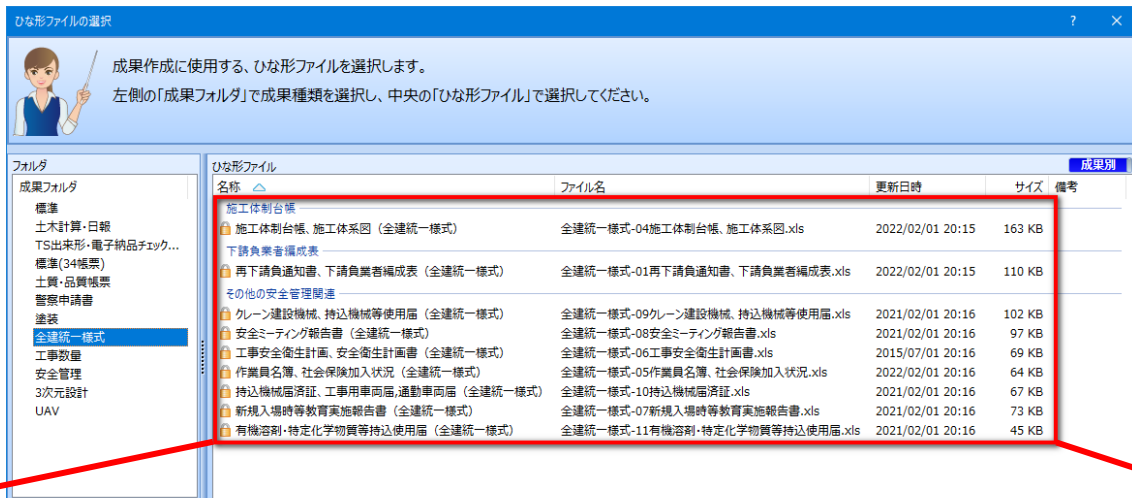 ひな形ファイルの選択 ? ×
成果作成に使用する、ひな形ファイルを選択します。
左側の「成果フォルダ」で成果種類を選択し、中央の「ひな形ファイル」で選択してください。
フォルダ
成果フォルダ
標準
土木計算・日報
TS出来形・電子納品チェック...
標準(34帳票)
土質・品質帳票
警察申請書
塗装
全建統一様式
工事数量
安全管理
3次元設計
UAV
ひな形ファイル 成果別
名称 ファイル名 更新日時 サイズ 備考
施工体制台帳
施工体制台帳、施工体系図（全建統一様式） 全建統一様式-04施工体制台帳、施工体系図.xls 2022/02/01 20:15 163 KB
下請負業者編成表
再下請負通知書、下請負業者編成表（全建統一様式） 全建統一様式-01再下請負通知書、下請負業者編成表.xls 2022/02/01 20:15 110 KB
その他の安全管理関連
クレーン建設機械、持込機械等使用届（全建統一様式） 全建統一様式-09クレーン建設機械、持込機械等使用届.xls 2021/02/01 20:16 102 KB
安全ミーティング報告書（全建統一様式） 全建統一様式-08安全ミーティング報告書.xls 2021/02/01 20:16 97 KB
工事安全衛生計画、安全衛生計画書（全建統一様式） 全建統一様式-06工事安全衛生計画書.xls 2015/07/01 20:16 69 KB
作業員名簿、社会保険加入状況（全建統一様式） 全建統一様式-05作業員名簿、社会保険加入状況.xls 2022/02/01 20:16 64 KB
持込機械届済証、工事用車両届,通勤車両届（全建統一様式） 全建統一様式-10持込機械届済証.xls 2021/02/01 20:16 67 KB
新規入場時等教育実施報告書（全建統一様式） 全建統一様式-07新規入場時等教育実施報告書.xls 2021/02/01 20:16 73 KB
有機溶剤・特定化学物質等持込使用届（全建統一様式） 全建統一様式-11有機溶剤・特定化学物質等持込使用届.xls 2021/02/01 20:16 45 KB